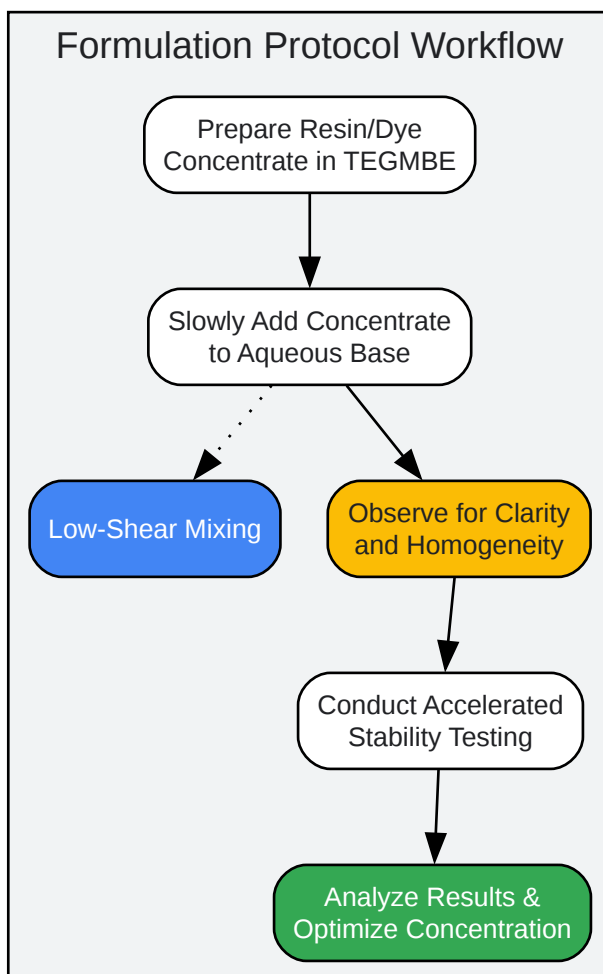 Formulation Protocol Workflow
Prepare Resin/Dye
Concentrate in TEGMBE
Slowly Add Concentrate
to Aqueous Base
Low-Shear Mixing
Observe for Clarity
and Homogeneity
Conduct Accelerated
Stability Testing
Analyze Results &
Optimize Concentration